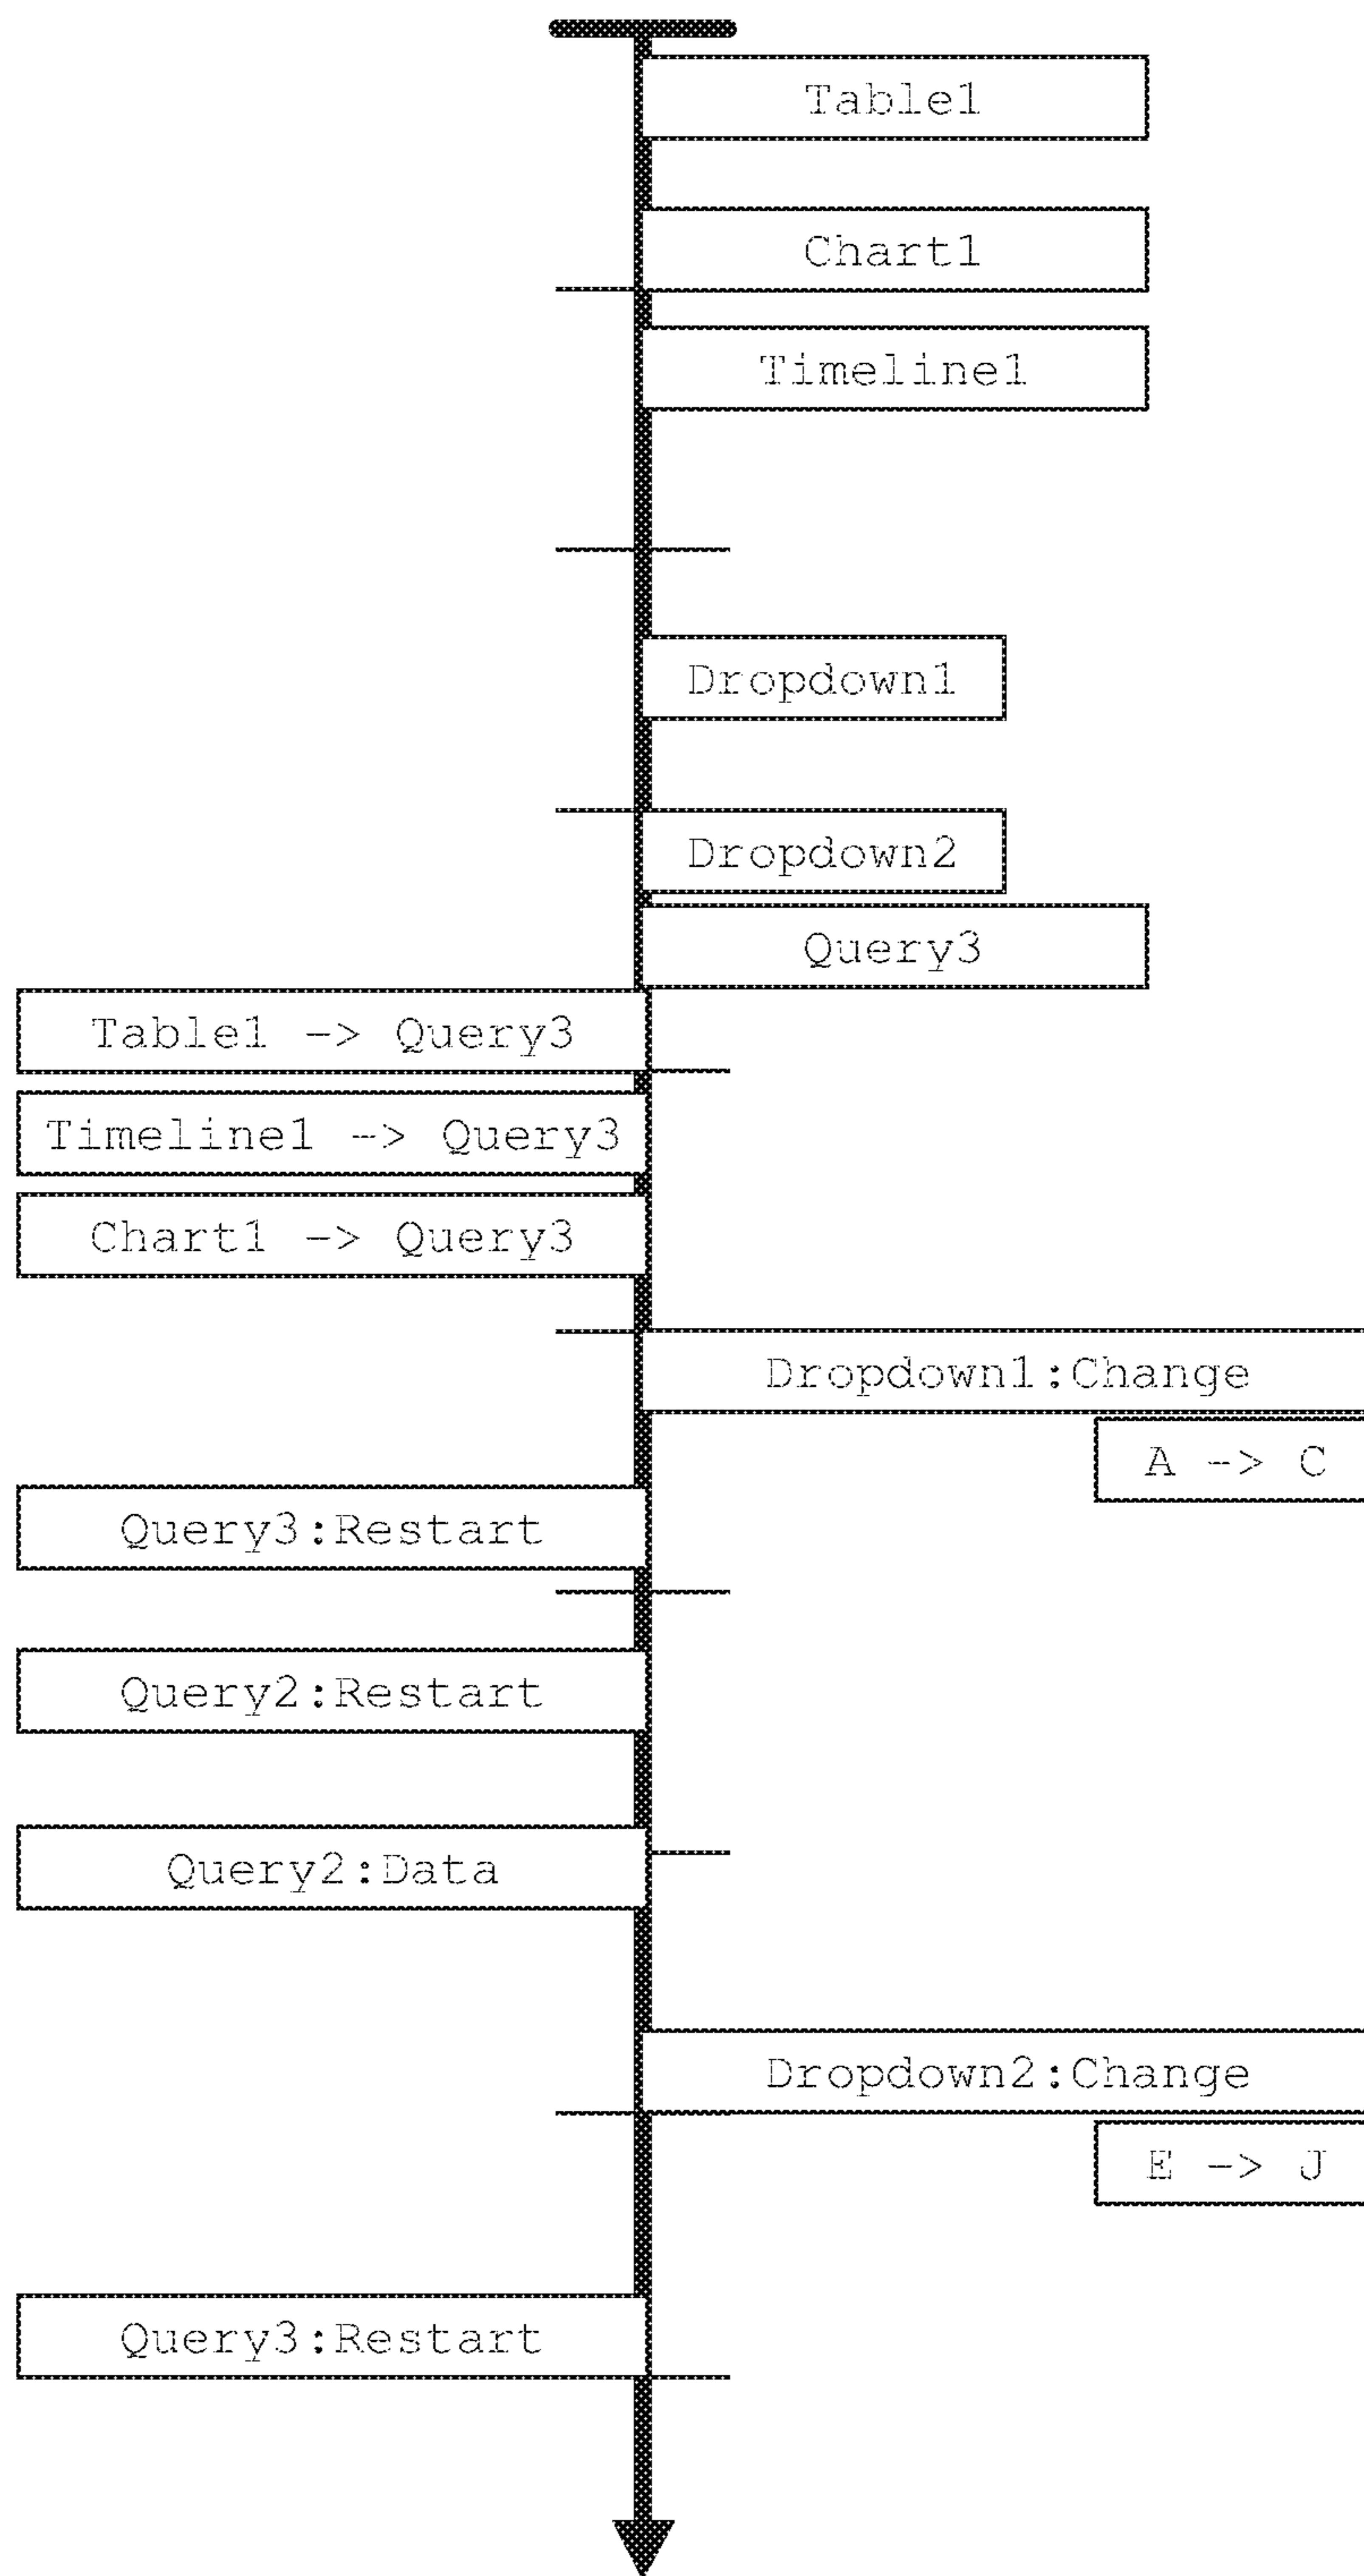 Table1
Chart1
Timeline1
Dropdown1
Dropdown2
Query3
Table1 -> Query3
Timeline1 -> Query3
Chart1 -> Query3
Dropdown1:Change
A -> C
Query3:Restart
Query2:Restart
Query2:Data
Dropdown2:Change
E -> J
Query3:Restart